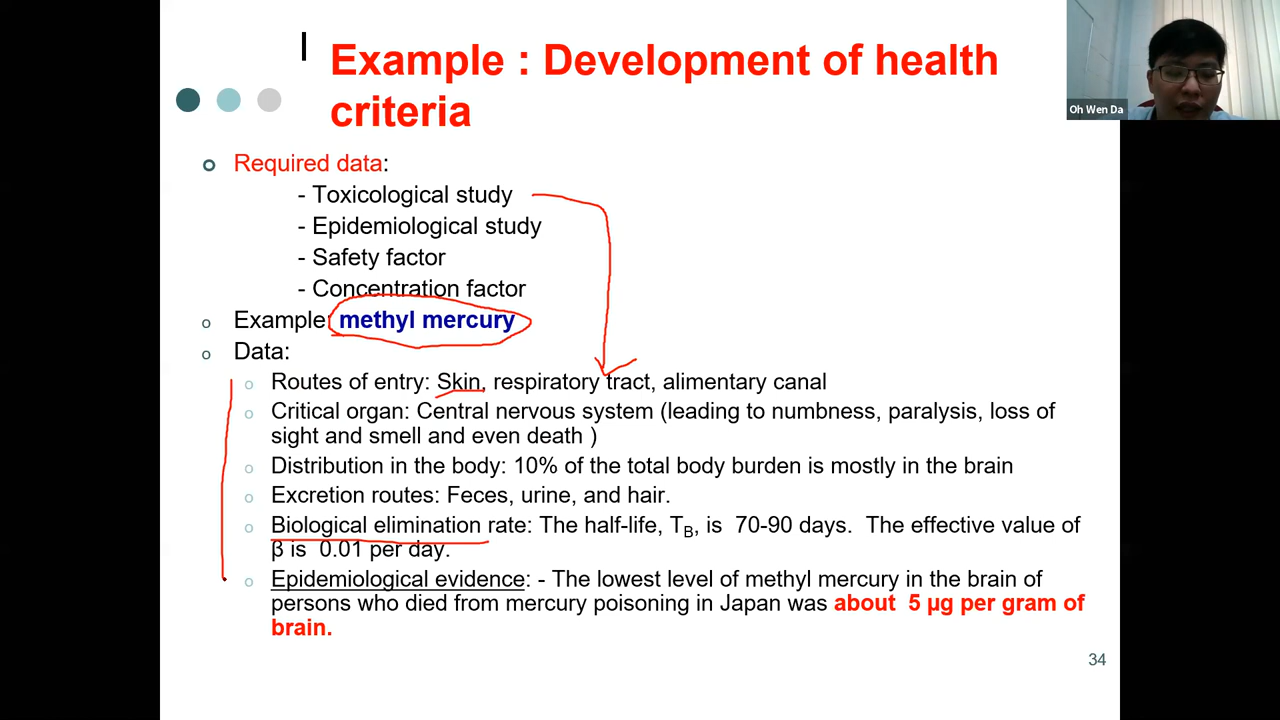 Example : Development of health
criteria
Oh Wen Da
Required data:
- Toxicological study
- Epidemiological study
- Safety factor
- Concentration factor
Example: methyl mercury
Data:
Routes of entry: Skin, respiratory tract, alimentary canal
Critical organ: Central nervous system (leading to numbness, paralysis, loss of
sight and smell and even death )
Distribution in the body: 10% of the total body burden is mostly in the brain
Excretion routes: Feces, urine, and hair.
Biological elimination rate: The half-life, TB, is 70-90 days. The effective value of
β is 0.01 per day.
Epidemiological evidence: - The lowest level of methyl mercury in the brain of
persons who died from mercury poisoning in Japan was about 5 µg per gram of
brain.
34